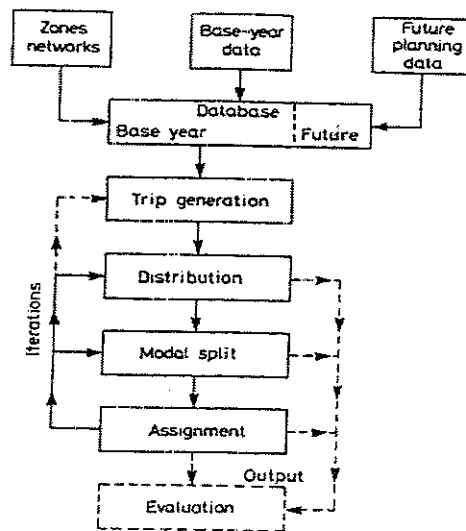 Zones
networks
Base-year
data
Future
planning
data
Database
Base year
Future
Trip generation
Distribution
Iterations
Modal split
Assignment
Output
Evaluation